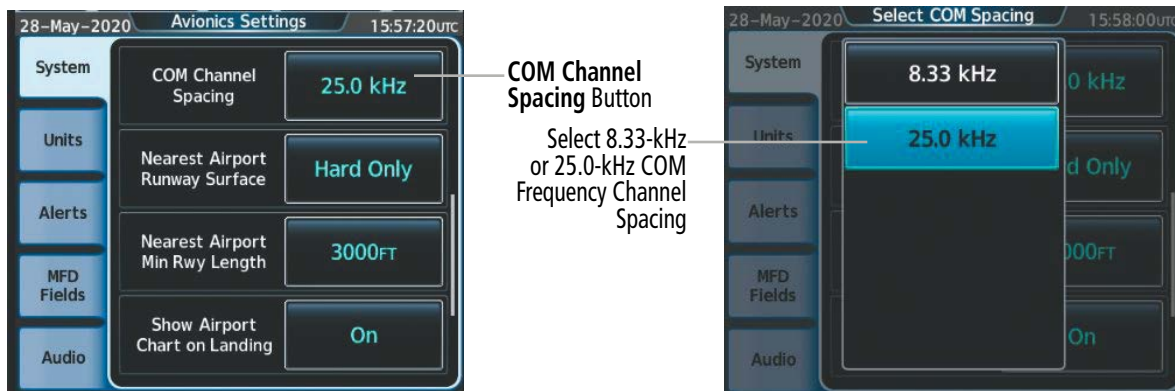 28–May–2020 Avionics Settings 15:57:20UTC
System
COM Channel
Spacing
25.0 kHz
Units
Nearest Airport
Runway Surface
Hard Only
Alerts
Nearest Airport
Min Rwy Length
3000FT
MFD
Fields
Show Airport
Chart on Landing
On
Audio
COM Channel
Spacing Button
Select 8.33-kHz
or 25.0-kHz COM
Frequency Channel
Spacing
28–May–2020 Select COM Spacing 15:58:00UTC
System
8.33 kHz
0 kHz
Units
25.0 kHz
d Only
Alerts
000FT
MFD
Fields
On
Audio